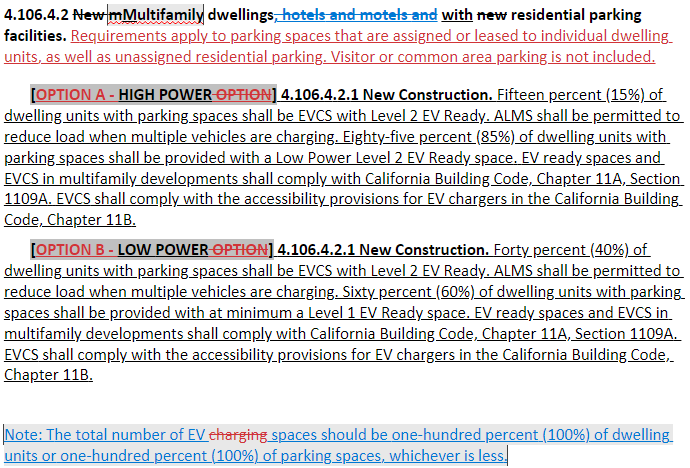 4.106.4.2 New mMultifamily dwellings, hotels and motels and with new residential parking
facilities. Requirements apply to parking spaces that are assigned or leased to individual dwelling
units, as well as unassigned residential parking. Visitor or common area parking is not included.
[OPTION A - HIGH POWER OPTION] 4.106.4.2.1 New Construction. Fifteen percent (15%) of
dwelling units with parking spaces shall be EVCS with Level 2 EV Ready. ALMS shall be permitted to
reduce load when multiple vehicles are charging. Eighty-five percent (85%) of dwelling units with
parking spaces shall be provided with a Low Power Level 2 EV Ready space. EV ready spaces and
EVCS in multifamily developments shall comply with California Building Code, Chapter 11A, Section
1109A. EVCS shall comply with the accessibility provisions for EV chargers in the California Building
Code, Chapter 11B.
[OPTION B - LOW POWER OPTION] 4.106.4.2.1 New Construction. Forty percent (40%) of
dwelling units with parking spaces shall be EVCS with Level 2 EV Ready. ALMS shall be permitted to
reduce load when multiple vehicles are charging. Sixty percent (60%) of dwelling units with parking
spaces shall be provided with at minimum a Level 1 EV Ready space. EV ready spaces and EVCS in
multifamily developments shall comply with California Building Code, Chapter 11A, Section 1109A.
EVCS shall comply with the accessibility provisions for EV chargers in the California Building Code,
Chapter 11B.
Note: The total number of EV charging spaces should be one-hundred percent (100%) of dwelling
units or one-hundred percent (100%) of parking spaces, whichever is less.